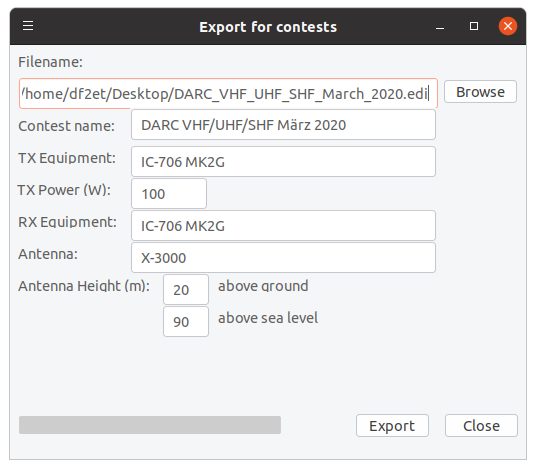 Export for contests
Filename:
/home/df2et/Desktop/DARC_VHF_UHF_SHF_March_2020.edi Browse
Contest name: DARC VHF/UHF/SHF März 2020
TX Equipment: IC-706 MK2G
TX Power (W): 100
RX Equipment: IC-706 MK2G
Antenna: X-3000
Antenna Height (m): 20 above ground
90 above sea level
Export Close